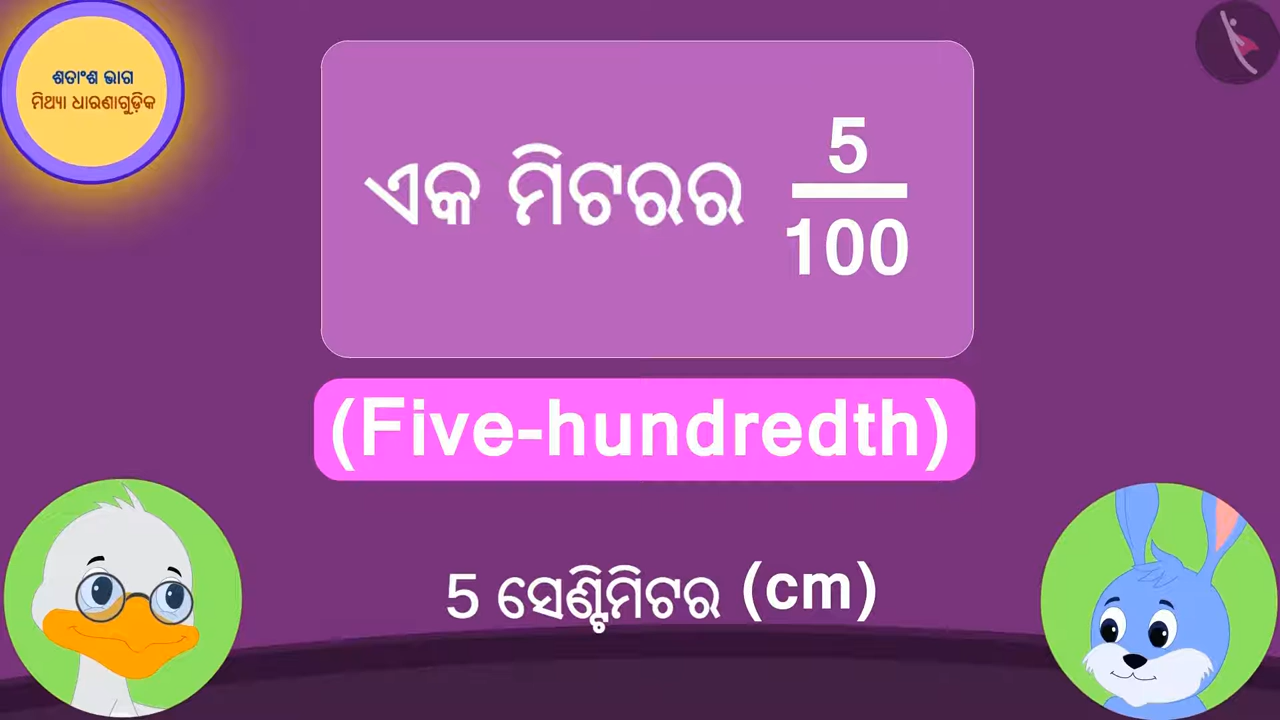 ଶତାଂଶ ଭାଗ
ମିଥ୍ୟା ଧାରଣାଗୁଡ଼ିକ
ଏକ ମିଟରର 5/100
(Five-hundredth)
5 ସେଣ୍ଟିମିଟର (cm)